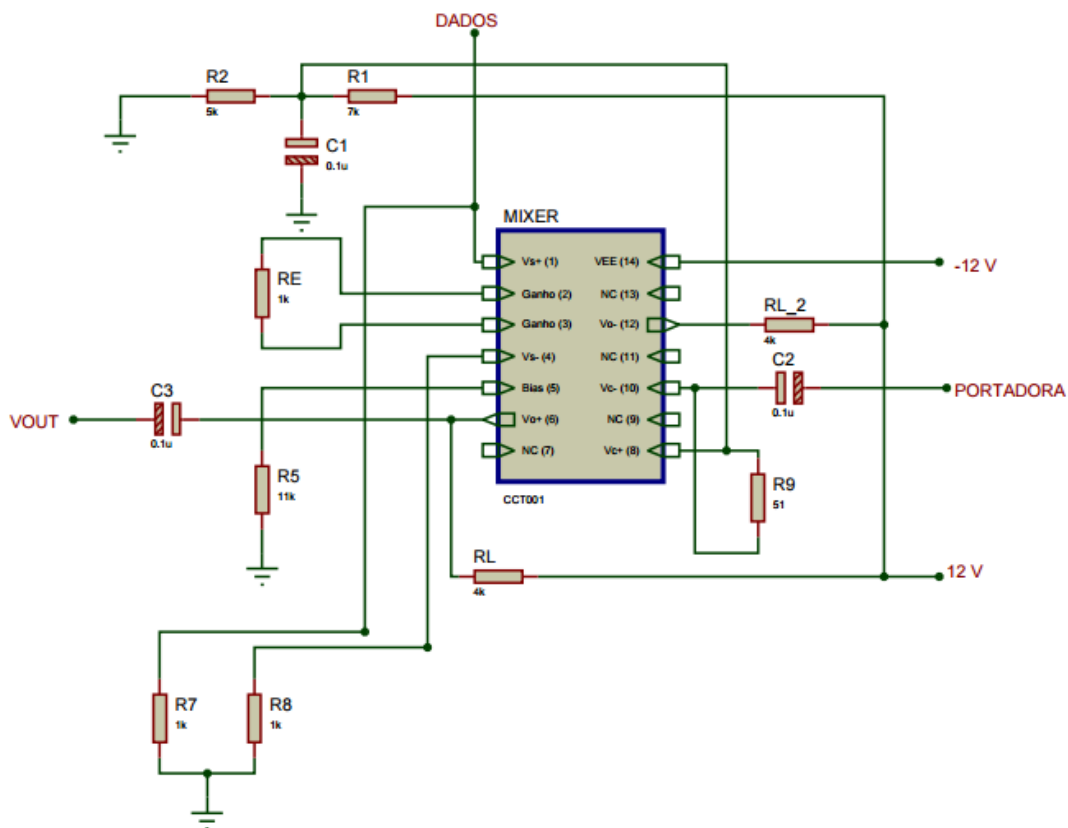 DADOS
R2
5k
R1
7k
C1
0.1u
MIXER
Vs+ (1)
VEE (14)
-12 V
RE
1k
Ganho (2)
NC (13)
Ganho (3)
Vo- (12)
RL_2
4k
Vs- (4)
NC (11)
C2
0.1u
Bias (5)
Vc- (10)
PORTADORA
C3
0.1u
VOUT
Vo+ (6)
NC (9)
NC (7)
Vc+ (8)
R5
11k
R9
51
CCT001
RL
4k
12 V
R7
1k
R8
1k